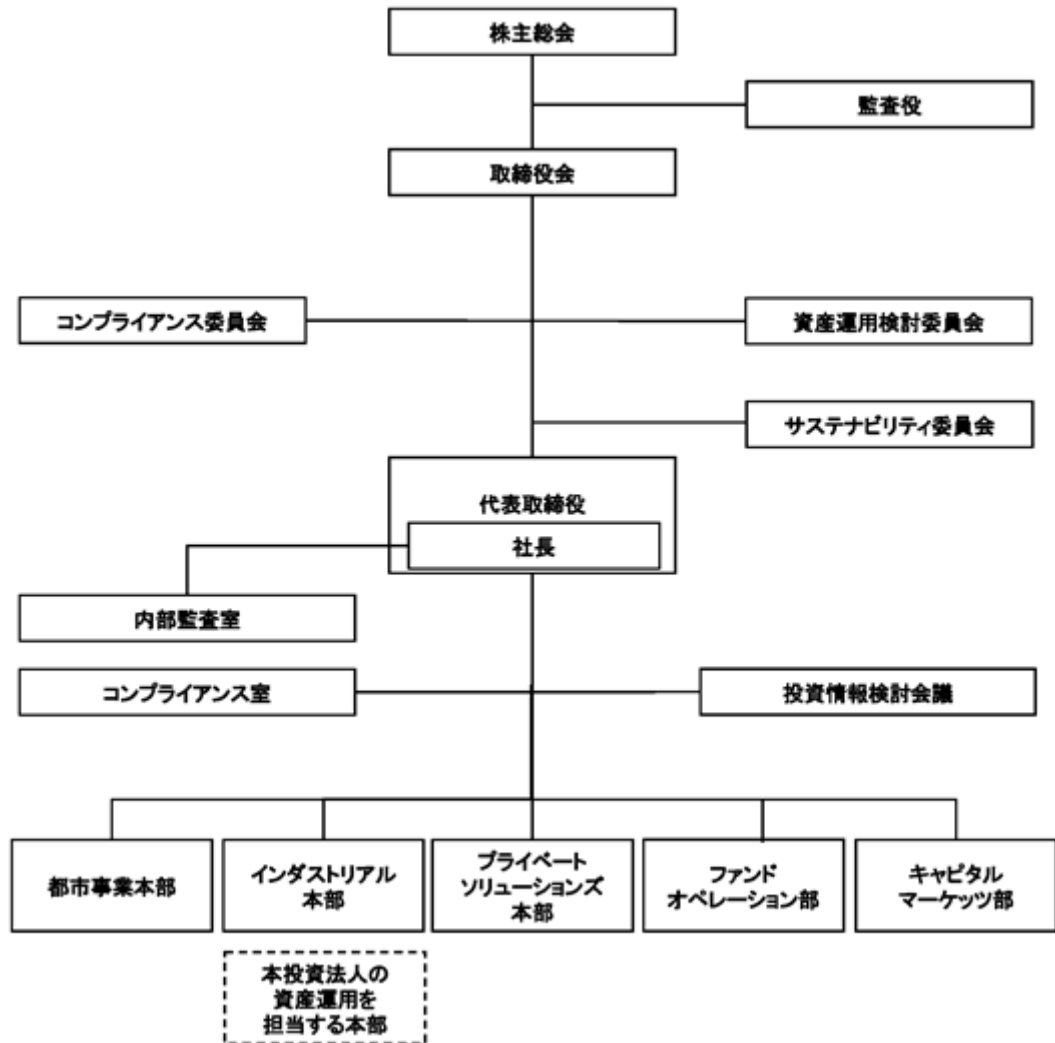 株主総会
監査役
取締役会
コンプライアンス委員会
資産運用検討委員会
サステナビリティ委員会
代表取締役
社長
内部監査室
コンプライアンス室
投資情報検討会議
都市事業本部
インダストリアル
本部
プライベート
ソリューションズ
本部
ファンド
オペレーション部
キャピタル
マーケッツ部
本投資法人の
資産運用を
担当する本部